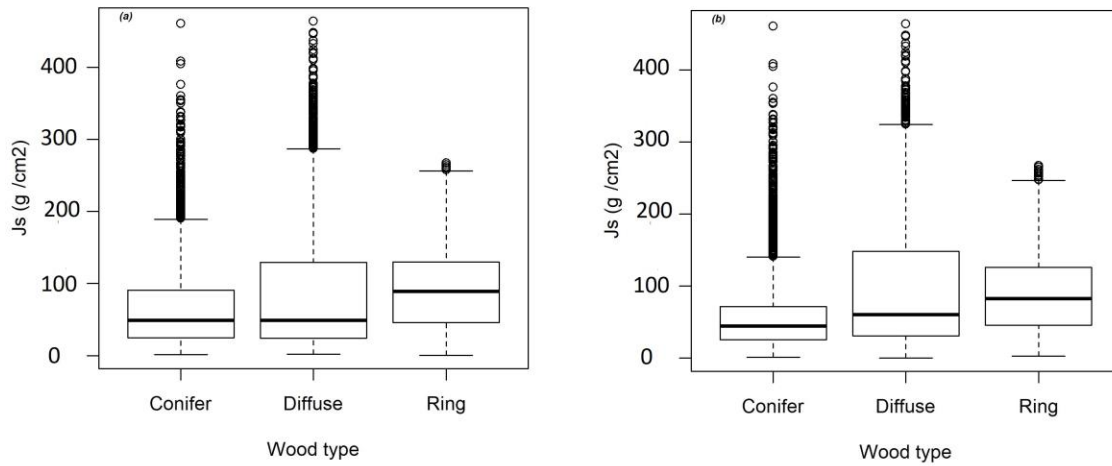 (a)
Js (g /cm2)
400
300
200
100
0
Conifer
Diffuse
Ring
Wood type
(b)
Js (g /cm2)
400
300
200
100
0
Conifer
Diffuse
Ring
Wood type